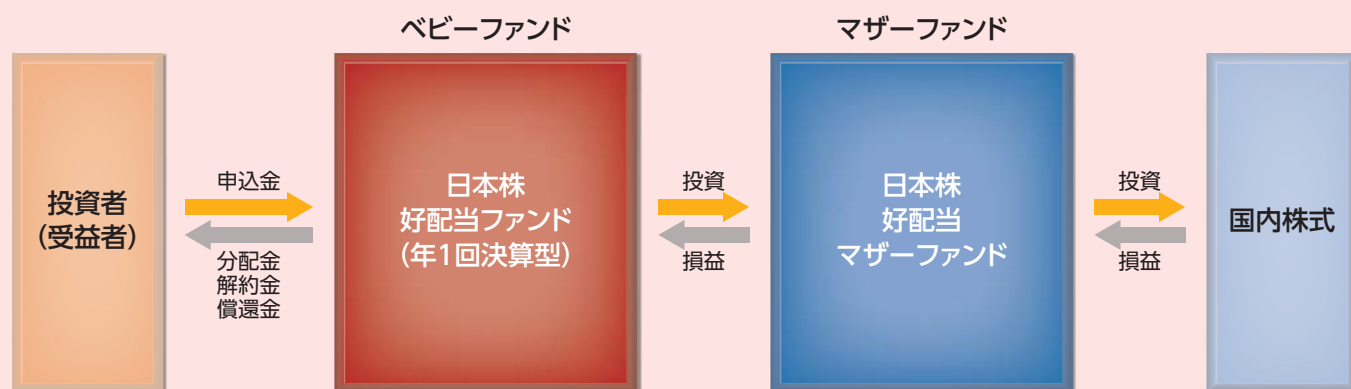 ベビーファンド
マザーファンド
投資者
(受益者)
申込金
分配金
解約金
償還金
日本株
好配当ファンド
(年1回決算型)
投資
損益
日本株
好配当
マザーファンド
投資
損益
国内株式